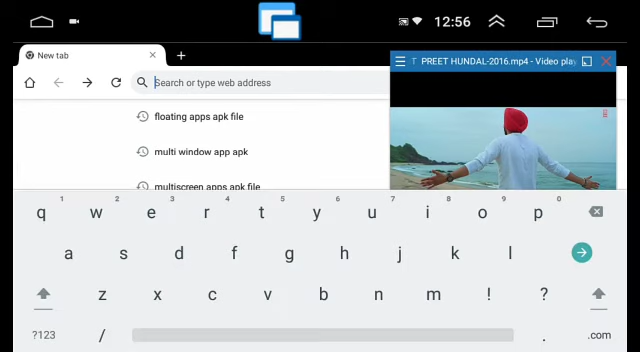 12:56
New tab
T PREET HUNDAL-2016.mp4 - Video play
Search or type web address
floating apps apk file
multi window app apk
multiscreen apps apk file
1 2 3 4 5 6 7 8 9 0
q w e r t y u i o p
a s d f g h j k l
z x c v b n m ! ?
?123 / . .com